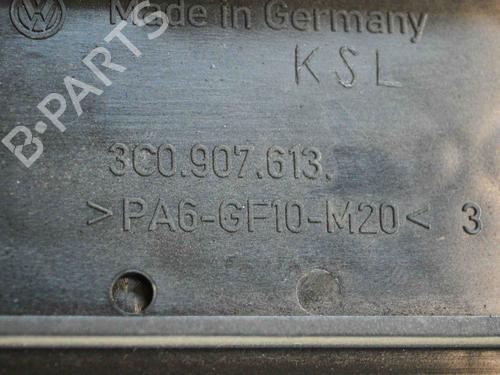 Made in Germany
KSL
3C0.907.613.
>PA6-GF10-M20< 3
B-PARTS